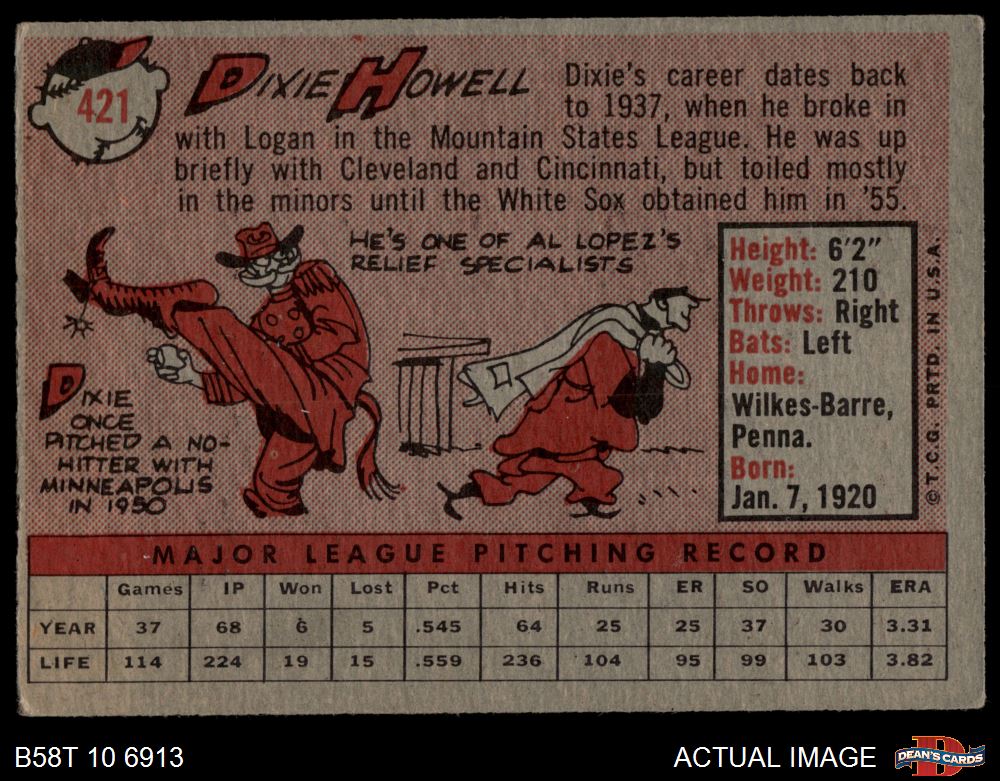 421
DIXIE HOWELL
Dixie's career dates back
to 1937, when he broke in
with Logan in the Mountain States League. He was up
briefly with Cleveland and Cincinnati, but toiled mostly
in the minors until the White Sox obtained him in '55.
HE'S ONE OF AL LOPEZ'S
RELIEF SPECIALISTS
DIXIE
ONCE
PITCHED A NO-
HITTER WITH
MINNEAPOLIS
IN 1950
Height: 6'2"
Weight: 210
Throws: Right
Bats: Left
Home:
Wilkes-Barre,
Penna.
Born:
Jan. 7, 1920
©T.C.G. PRTD. IN U.S.A.
MAJOR LEAGUE PITCHING RECORD
Games IP Won Lost Pct Hits Runs ER SO Walks ERA
YEAR 37 68 6 5 .545 64 25 25 37 30 3.31
LIFE 114 224 19 15 .559 236 104 95 99 103 3.82
B58T 10 6913
ACTUAL IMAGE
D
DEAN'S CARDS